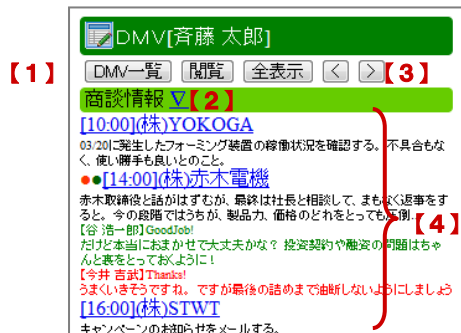 DMV[斉藤 太郎]
【1】 DMV一覧 閲覧 全表示 < > 【3】
商談情報 ∇【2】
[10:00](株)YOKOGA
03/20に発生したフォーミング装置の稼働状況を確認する。不具合もな
く、使い勝手も良いとのこと。
●●[14:00](株)赤木電機
赤木取締役と話がはずむが、最終は社長と相談して、まもなく返事をす
ると。今の段階ではうちが、製品力、価格のどれをとっても圧倒...
【谷 浩一郎】GoodJob!
だけど本当におまかせで大丈夫かな？ 投資契約や融資の問題はちゃ
んと裏をとっておくように！
【4】
【今井 吉武】Thanks!
うまくいきそうですね。ですが最後の詰めまで油断しないようにしましょう
[16:00](株)STWT
キャンペーンのお知らせをメールする。